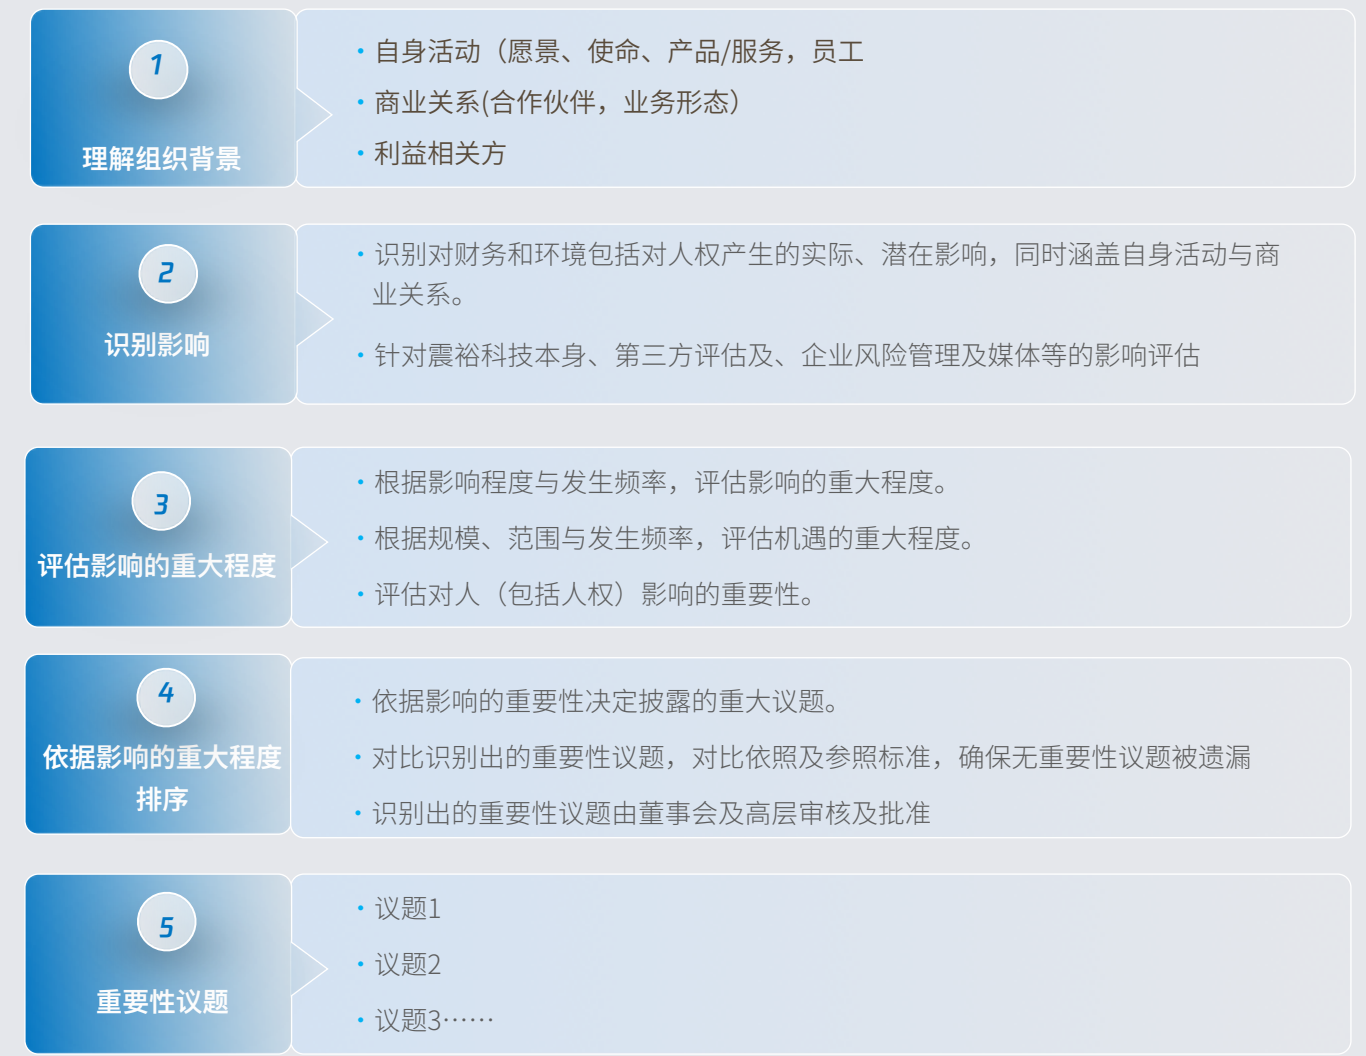 1
理解组织背景
·自身活动（愿景、使命、产品/服务，员工
·商业关系(合作伙伴，业务形态）
·利益相关方
2
识别影响
·识别对财务和环境包括对人权产生的实际、潜在影响，同时涵盖自身活动与商
业关系。
·针对震裕科技本身、第三方评估及、企业风险管理及媒体等的影响评估
3
评估影响的重大程度
·根据影响程度与发生频率，评估影响的重大程度。
·根据规模、范围与发生频率，评估机遇的重大程度。
·评估对人（包括人权）影响的重要性。
4
依据影响的重大程度
排序
·依据影响的重要性决定披露的重大议题。
·对比识别出的重要性议题，对比依照及参照标准，确保无重要性议题被遗漏
·识别出的重要性议题由董事会及高层审核及批准
5
重要性议题
·议题1
·议题2
·议题3……